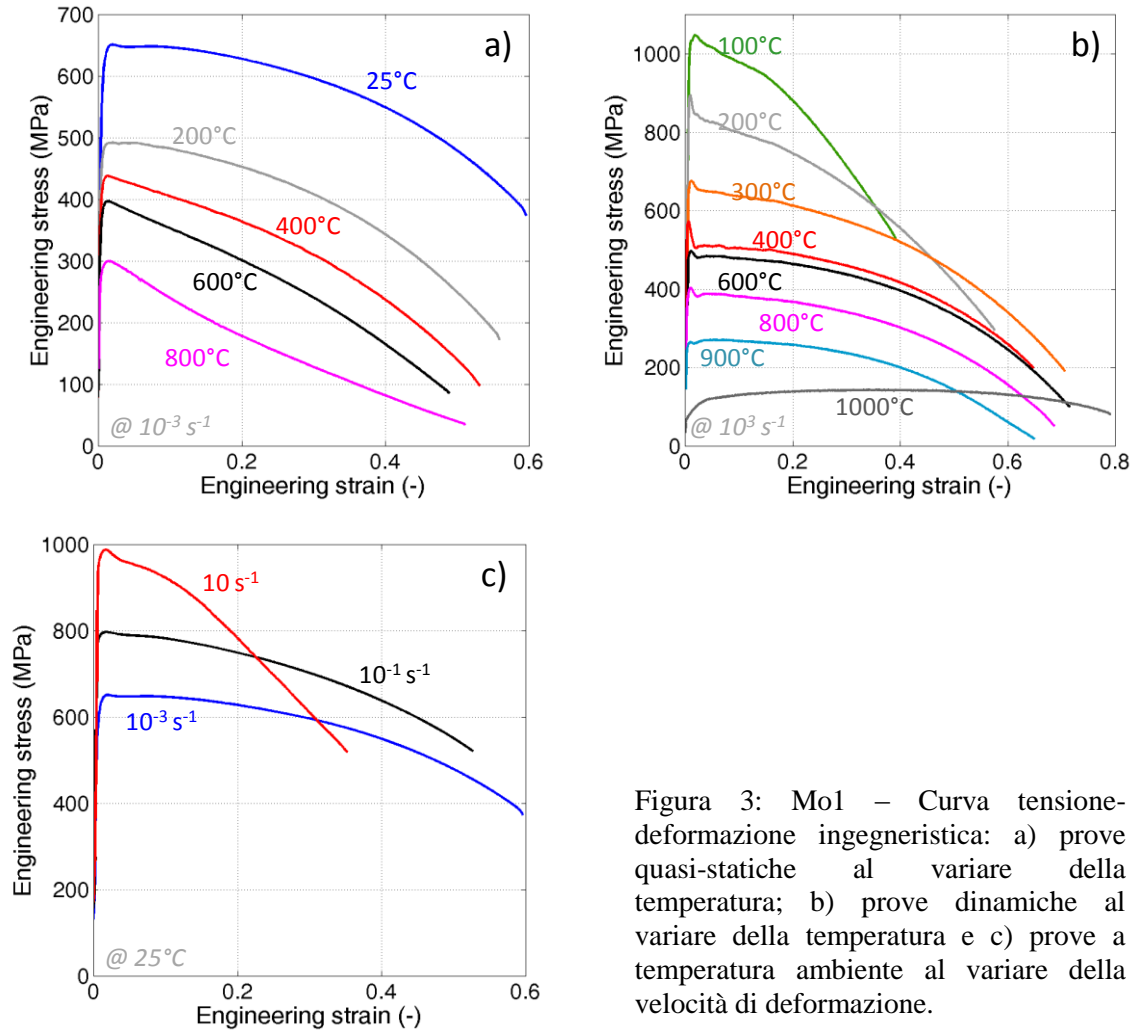 a)
700
600
500
400
300
200
100
0
Engineering stress (MPa)
25°C
200°C
400°C
600°C
800°C
@ 10-3 s-1
0
0.2
0.4
0.6
Engineering strain (-)
b)
1000
800
600
400
200
0
Engineering stress (MPa)
100°C
200°C
300°C
400°C
600°C
800°C
900°C
1000°C
@ 10³ s-1
0
0.2
0.4
0.6
0.8
Engineering strain (-)
c)
1000
800
600
400
200
0
Engineering stress (MPa)
10 s-1
10-1 s-1
10-3 s-1
@ 25°C
0
0.2
0.4
0.6
Engineering strain (-)
Figura 3: Mo1 – Curva tensione-
deformazione ingegneristica: a) prove
quasi-statiche al variare della
temperatura; b) prove dinamiche al
variare della temperatura e c) prove a
temperatura ambiente al variare della
velocità di deformazione.